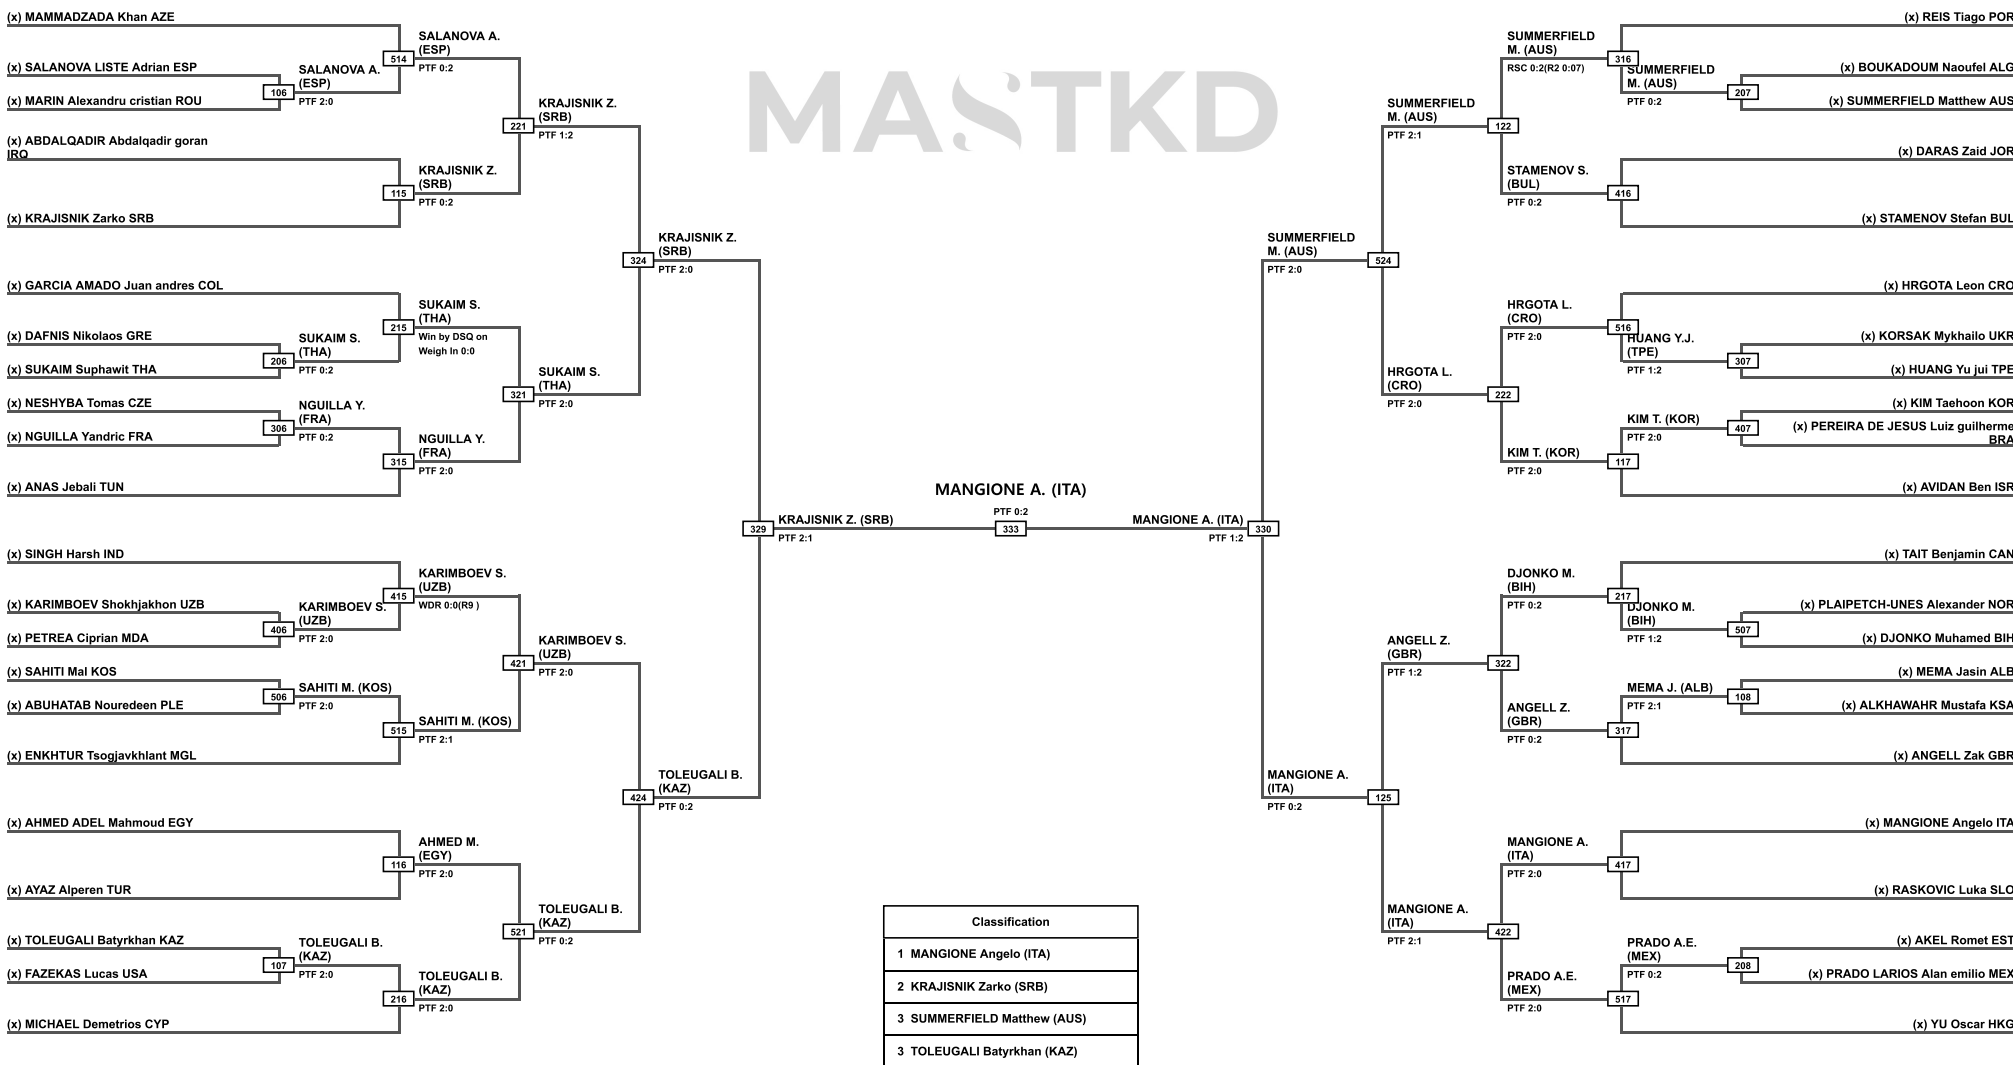 MASTKD
(x) MAMMADZADA Khan AZE
(x) SALANOVA LISTE Adrian ESP
(x) MARIN Alexandru cristian ROU
(x) ABDALQADIR Abdalqadir goran
IRQ
(x) KRAJISNIK Zarko SRB
(x) GARCIA AMADO Juan andres COL
(x) DAFNIS Nikolaos GRE
(x) SUKAIM Suphawit THA
(x) NESHYBA Tomas CZE
(x) NGUILLA Yandric FRA
(x) ANAS Jebali TUN
(x) SINGH Harsh IND
(x) KARIMBOEV Shokhjakhon UZB
(x) PETREA Ciprian MDA
(x) SAHITI Mal KOS
(x) ABUHATAB Nouredeen PLE
(x) ENKHTUR Tsogjavkhlant MGL
(x) AHMED ADEL Mahmoud EGY
(x) AYAZ Alperen TUR
(x) TOLEUGALI Batyrkhan KAZ
(x) FAZEKAS Lucas USA
(x) MICHAEL Demetrios CYP
106
SALANOVA A.
(ESP)
PTF 2:0
206
SUKAIM S.
(THA)
PTF 0:2
306
NGUILLA Y.
(FRA)
PTF 0:2
406
KARIMBOEV S.
(UZB)
PTF 2:0
506
SAHITI M. (KOS)
PTF 2:0
107
TOLEUGALI B.
(KAZ)
PTF 2:0
514
SALANOVA A.
(ESP)
PTF 0:2
115
KRAJISNIK Z.
(SRB)
PTF 0:2
215
SUKAIM S.
(THA)
Win by DSQ on
Weigh In 0:0
315
NGUILLA Y.
(FRA)
PTF 2:0
415
KARIMBOEV S.
(UZB)
WDR 0:0(R9 )
515
SAHITI M. (KOS)
PTF 2:1
116
AHMED M.
(EGY)
PTF 2:0
216
TOLEUGALI B.
(KAZ)
PTF 2:0
221
KRAJISNIK Z.
(SRB)
PTF 1:2
321
SUKAIM S.
(THA)
PTF 2:0
421
KARIMBOEV S.
(UZB)
PTF 2:0
521
TOLEUGALI B.
(KAZ)
PTF 0:2
324
KRAJISNIK Z.
(SRB)
PTF 2:0
424
TOLEUGALI B.
(KAZ)
PTF 0:2
329
KRAJISNIK Z. (SRB)
PTF 2:1
MANGIONE A. (ITA)
PTF 0:2
333
MANGIONE A. (ITA)
PTF 1:2
330
SUMMERFIELD
M. (AUS)
PTF 2:0
524
MANGIONE A.
(ITA)
PTF 0:2
125
SUMMERFIELD
M. (AUS)
PTF 2:1
122
HRGOTA L.
(CRO)
PTF 2:0
222
ANGELL Z.
(GBR)
PTF 1:2
322
MANGIONE A.
(ITA)
PTF 2:1
422
SUMMERFIELD
M. (AUS)
RSC 0:2(R2 0:07)
316
STAMENOV S.
(BUL)
PTF 0:2
416
HRGOTA L.
(CRO)
PTF 2:0
516
KIM T. (KOR)
PTF 2:0
117
DJONKO M.
(BIH)
PTF 0:2
217
ANGELL Z.
(GBR)
PTF 0:2
317
MANGIONE A.
(ITA)
PTF 2:0
417
PRADO A.E.
(MEX)
PTF 2:0
517
SUMMERFIELD
M. (AUS)
PTF 0:2
207
HUANG Y.J.
(TPE)
PTF 1:2
307
KIM T. (KOR)
PTF 2:0
407
DJONKO M.
(BIH)
PTF 1:2
507
MEMA J. (ALB)
PTF 2:1
108
PRADO A.E.
(MEX)
PTF 0:2
208
(x) REIS Tiago POR
(x) BOUKADOUM Naoufel ALG
(x) SUMMERFIELD Matthew AUS
(x) DARAS Zaid JOR
(x) STAMENOV Stefan BUL
(x) HRGOTA Leon CRO
(x) KORSAK Mykhailo UKR
(x) HUANG Yu jui TPE
(x) KIM Taehoon KOR
(x) PEREIRA DE JESUS Luiz guilherme
BRA
(x) AVIDAN Ben ISR
(x) TAIT Benjamin CAN
(x) PLAIPETCH-UNES Alexander NOR
(x) DJONKO Muhamed BIH
(x) MEMA Jasin ALB
(x) ALKHAWAHR Mustafa KSA
(x) ANGELL Zak GBR
(x) MANGIONE Angelo ITA
(x) RASKOVIC Luka SLO
(x) AKEL Romet EST
(x) PRADO LARIOS Alan emilio MEX
(x) YU Oscar HKG
Classification
1 MANGIONE Angelo (ITA)
2 KRAJISNIK Zarko (SRB)
3 SUMMERFIELD Matthew (AUS)
3 TOLEUGALI Batyrkhan (KAZ)